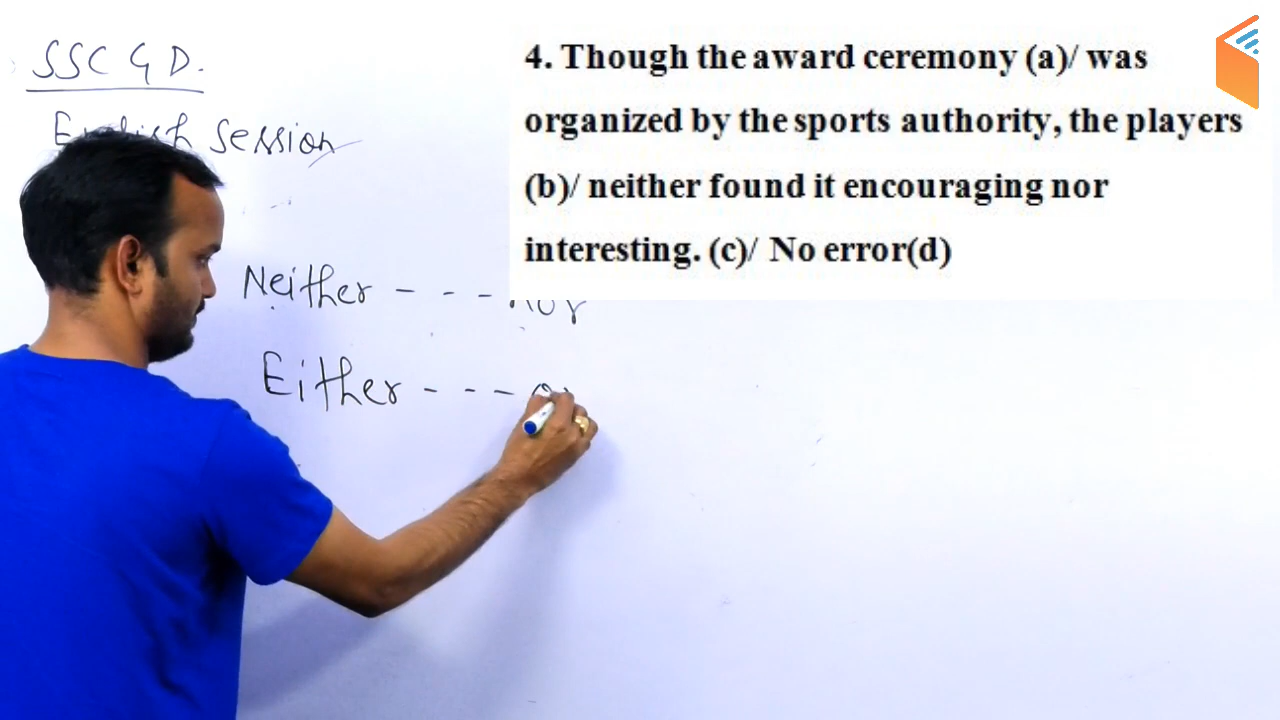 SSC G D.
English Session
4. Though the award ceremony (a)/ was
organized by the sports authority, the players
(b)/ neither found it encouraging nor
interesting. (c)/ No error(d)
Neither - - - nor
Either - - -